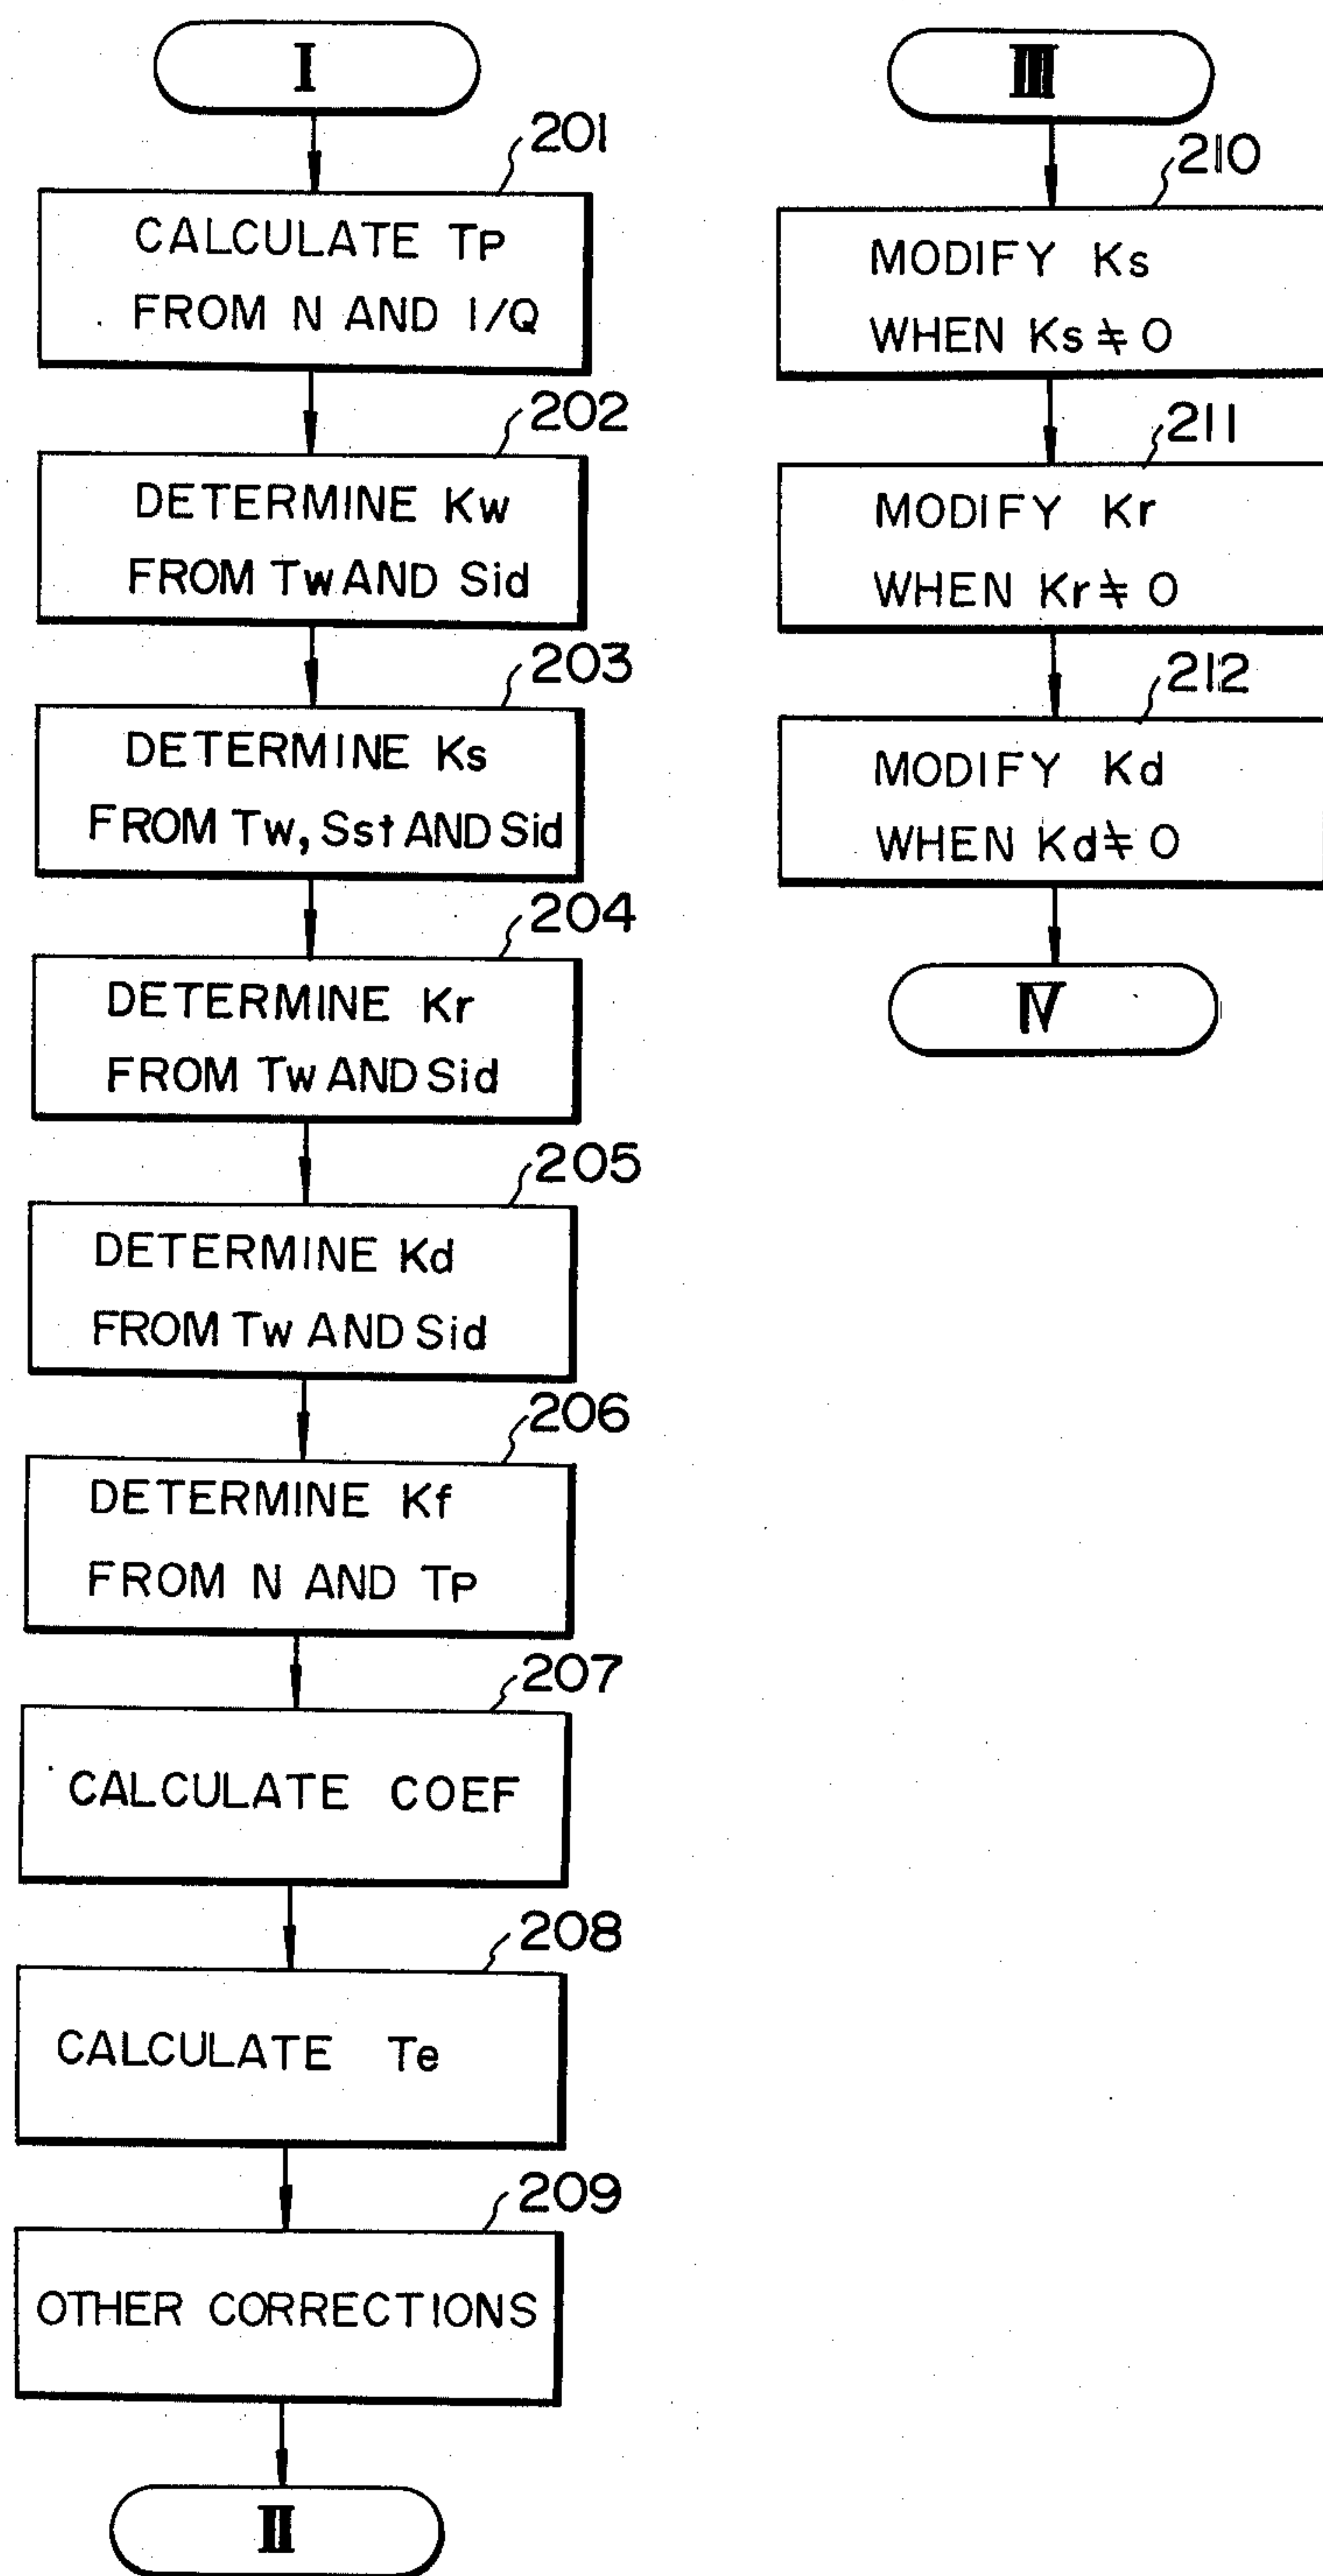 I
201
CALCULATE TP
FROM N AND 1/Q
202
DETERMINE Kw
FROM Tw AND Sid
203
DETERMINE Ks
FROM Tw, Sst AND Sid
204
DETERMINE Kr
FROM Tw AND Sid
205
DETERMINE Kd
FROM Tw AND Sid
206
DETERMINE Kf
FROM N AND TP
207
CALCULATE COEF
208
CALCULATE Te
209
OTHER CORRECTIONS
II
III
210
MODIFY Ks
WHEN Ks ≠ 0
211
MODIFY Kr
WHEN Kr ≠ 0
212
MODIFY Kd
WHEN Kd ≠ 0
IV